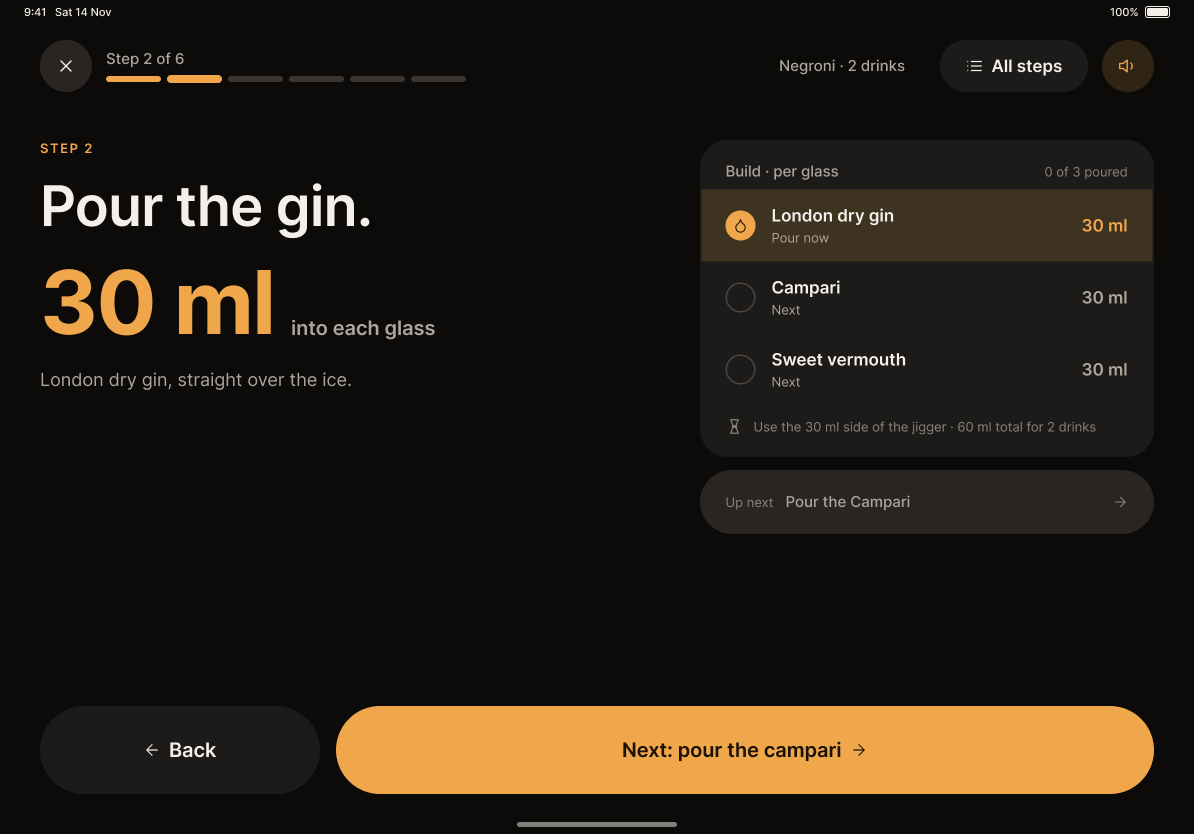 9:41 Sat 14 Nov
100%
Step 2 of 6
Negroni · 2 drinks
All steps
STEP 2
Pour the gin.
30 ml into each glass
London dry gin, straight over the ice.
Build · per glass
0 of 3 poured
London dry gin
Pour now
30 ml
Campari
Next
30 ml
Sweet vermouth
Next
30 ml
Use the 30 ml side of the jigger · 60 ml total for 2 drinks
Up next Pour the Campari
Back
Next: pour the campari